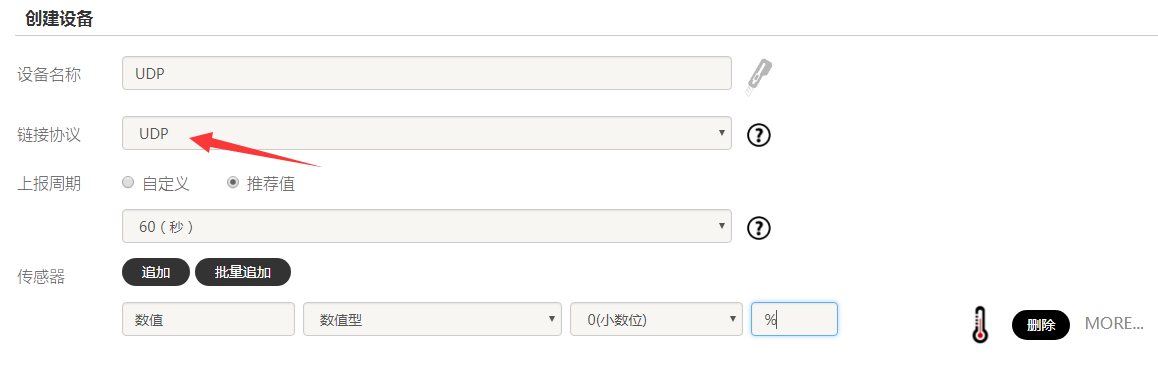 创建设备
设备名称 UDP
链接协议 UDP ?
上报周期 自定义 推荐值
60 ( 秒 ) ?
传感器 追加 批量追加
数值 数值型 0(小数位) % 删除 MORE...